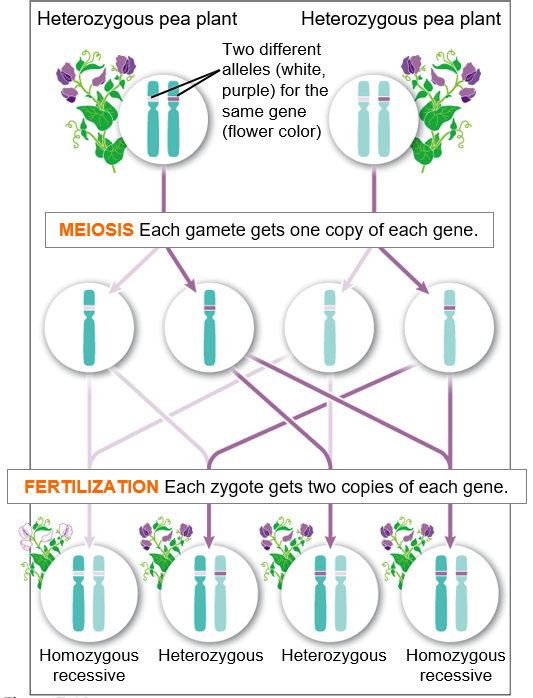 Heterozygous pea plant
Heterozygous pea plant
Two different
alleles (white,
purple) for the
same gene
(flower color)
MEIOSIS Each gamete gets one copy of each gene.
FERTILIZATION Each zygote gets two copies of each gene.
Homozygous
recessive
Heterozygous
Heterozygous
Homozygous
recessive